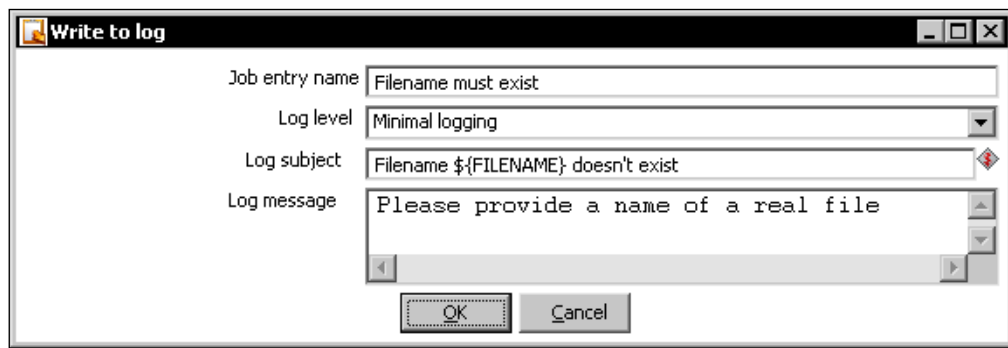 Write to log
Job entry name Filename must exist
Log level Minimal logging
Log subject Filename ${FILENAME} doesn't exist
Log message Please provide a name of a real file
OK Cancel